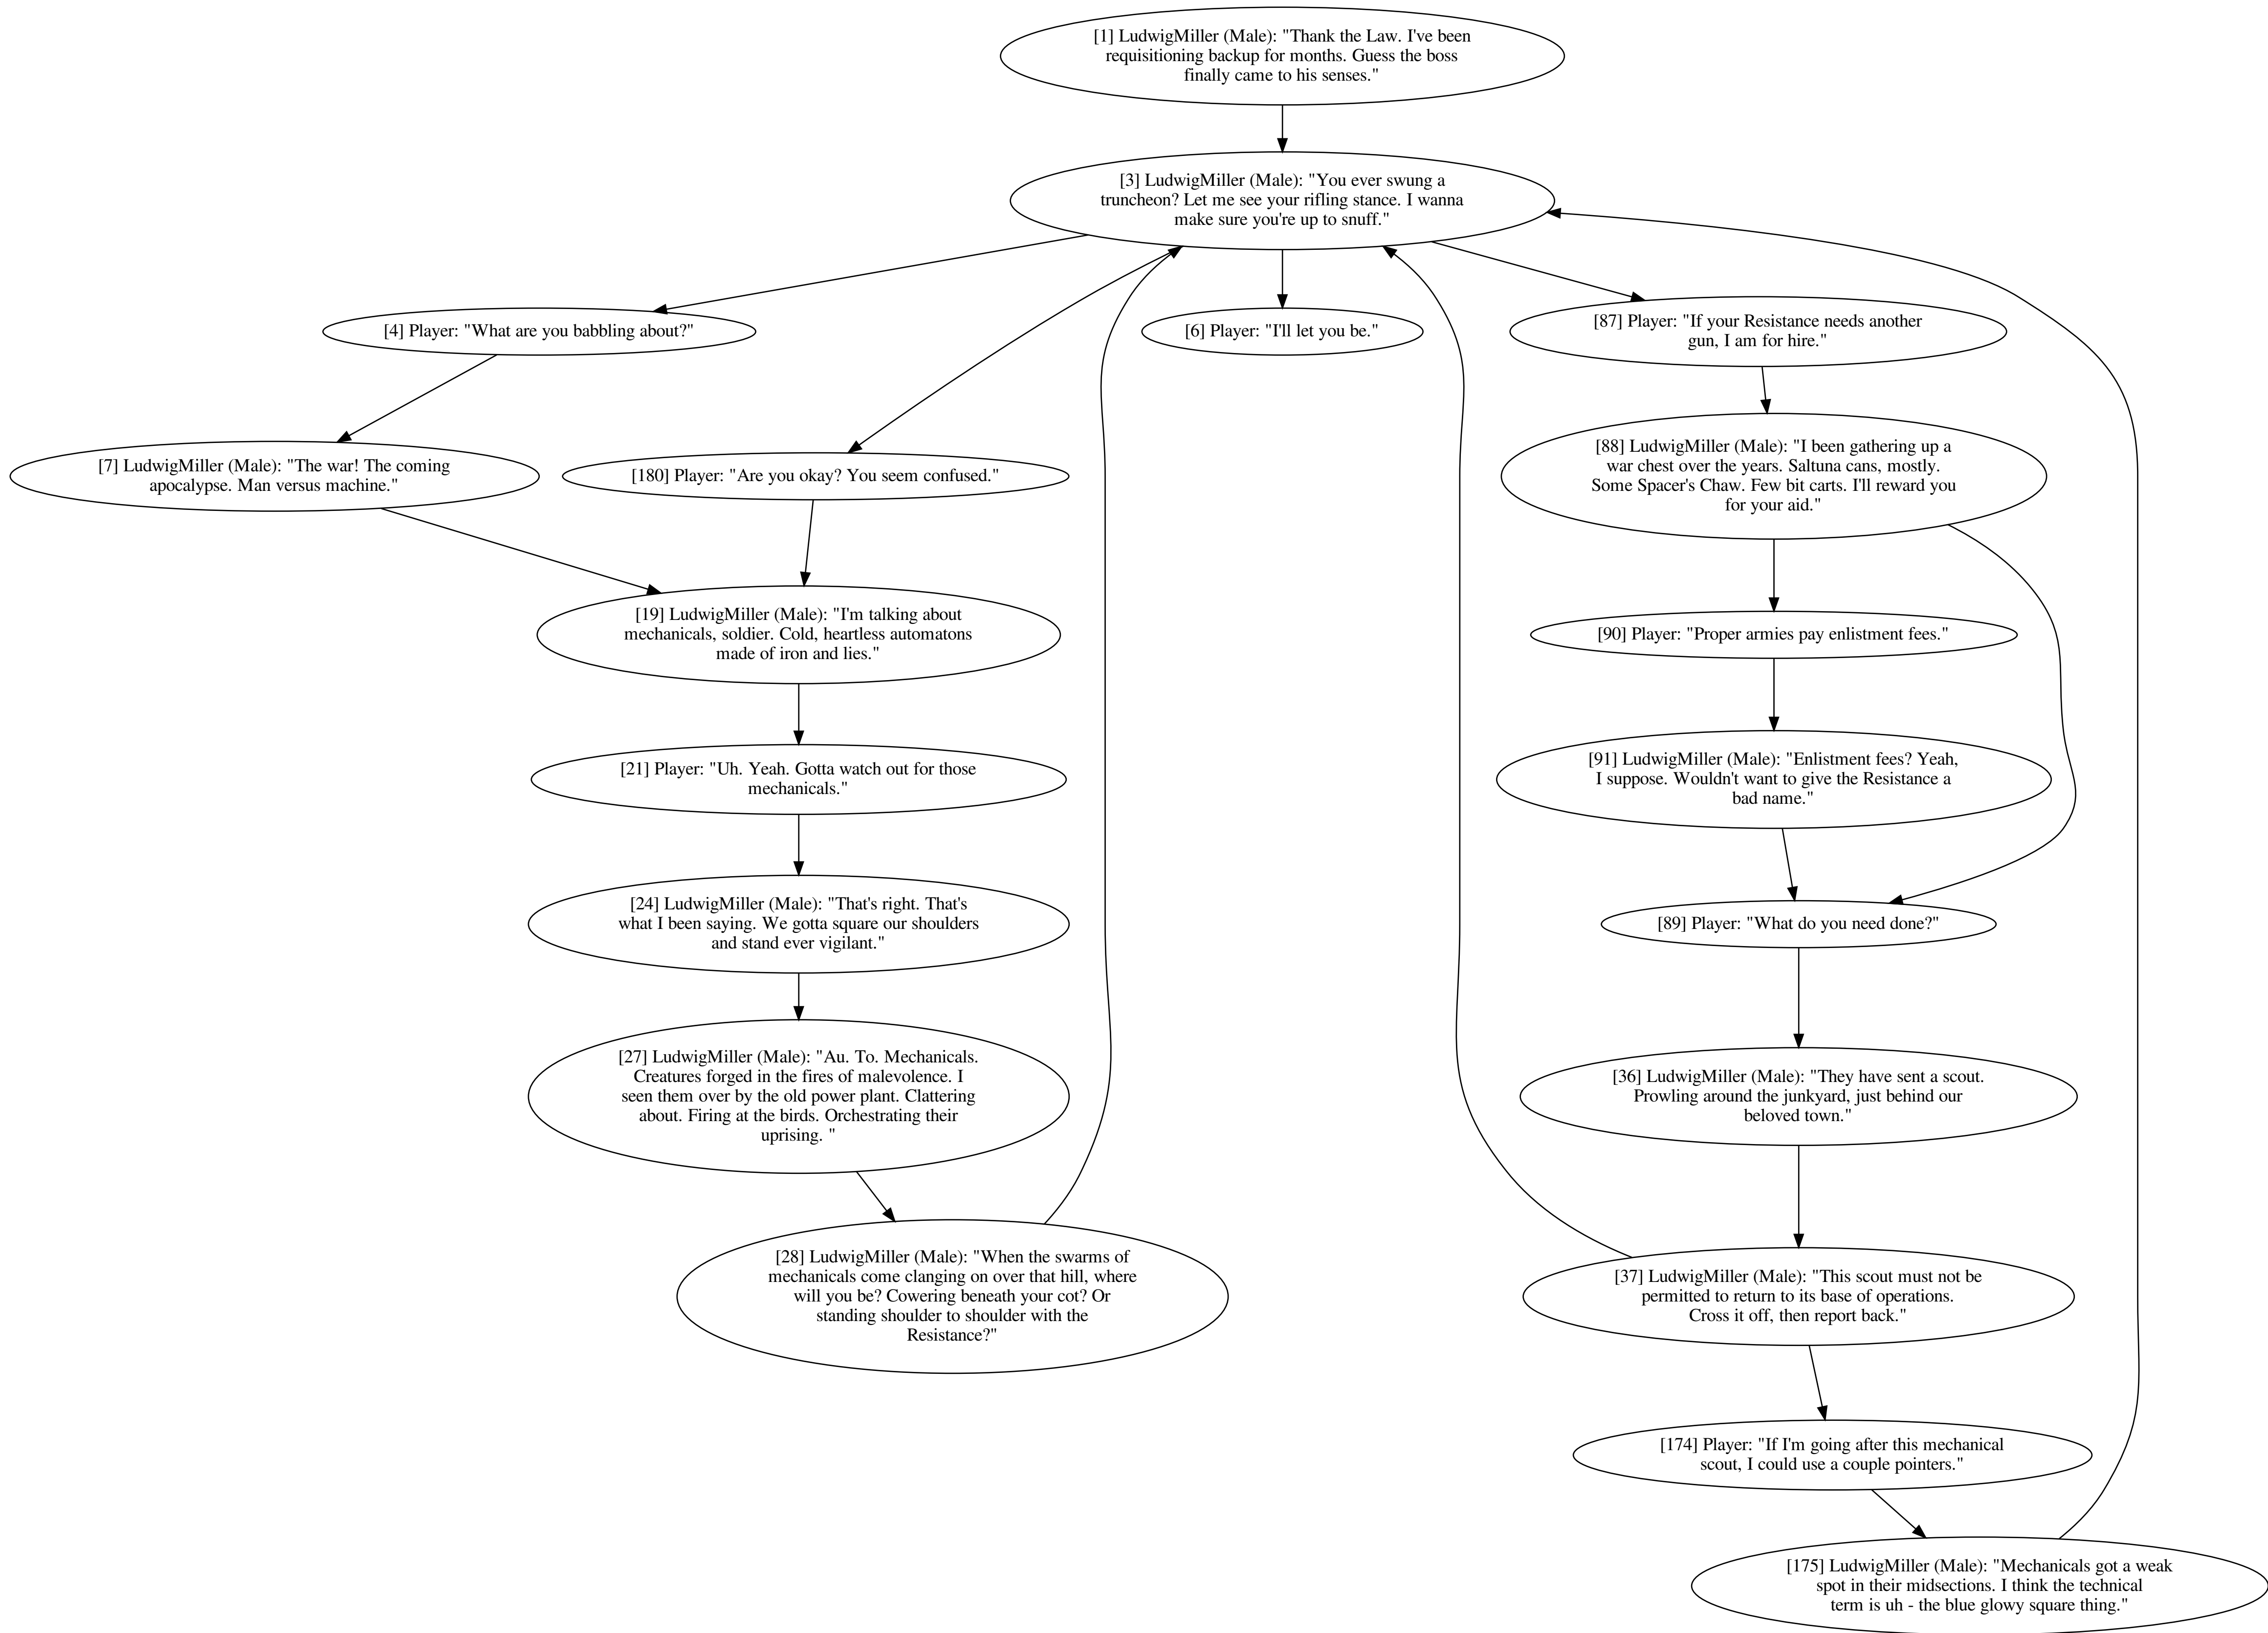 [1] LudwigMiller (Male): "Thank the Law. I've been
requisitioning backup for months. Guess the boss
finally came to his senses."
[3] LudwigMiller (Male): "You ever swung a
truncheon? Let me see your rifling stance. I wanna
make sure you're up to snuff."
[4] Player: "What are you babbling about?"
[6] Player: "I'll let you be."
[87] Player: "If your Resistance needs another
gun, I am for hire."
[7] LudwigMiller (Male): "The war! The coming
apocalypse. Man versus machine."
[180] Player: "Are you okay? You seem confused."
[88] LudwigMiller (Male): "I been gathering up a
war chest over the years. Saltuna cans, mostly.
Some Spacer's Chaw. Few bit carts. I'll reward you
for your aid."
[19] LudwigMiller (Male): "I'm talking about
mechanicals, soldier. Cold, heartless automatons
made of iron and lies."
[90] Player: "Proper armies pay enlistment fees."
[21] Player: "Uh. Yeah. Gotta watch out for those
mechanicals."
[91] LudwigMiller (Male): "Enlistment fees? Yeah,
I suppose. Wouldn't want to give the Resistance a
bad name."
[24] LudwigMiller (Male): "That's right. That's
what I been saying. We gotta square our shoulders
and stand ever vigilant."
[89] Player: "What do you need done?"
[27] LudwigMiller (Male): "Au. To. Mechanicals.
Creatures forged in the fires of malevolence. I
seen them over by the old power plant. Clattering
about. Firing at the birds. Orchestrating their
uprising. "
[36] LudwigMiller (Male): "They have sent a scout.
Prowling around the junkyard, just behind our
beloved town."
[28] LudwigMiller (Male): "When the swarms of
mechanicals come clanging on over that hill, where
will you be? Cowering beneath your cot? Or
standing shoulder to shoulder with the
Resistance?"
[37] LudwigMiller (Male): "This scout must not be
permitted to return to its base of operations.
Cross it off, then report back."
[174] Player: "If I'm going after this mechanical
scout, I could use a couple pointers."
[175] LudwigMiller (Male): "Mechanicals got a weak
spot in their midsections. I think the technical
term is uh - the blue glowy square thing."